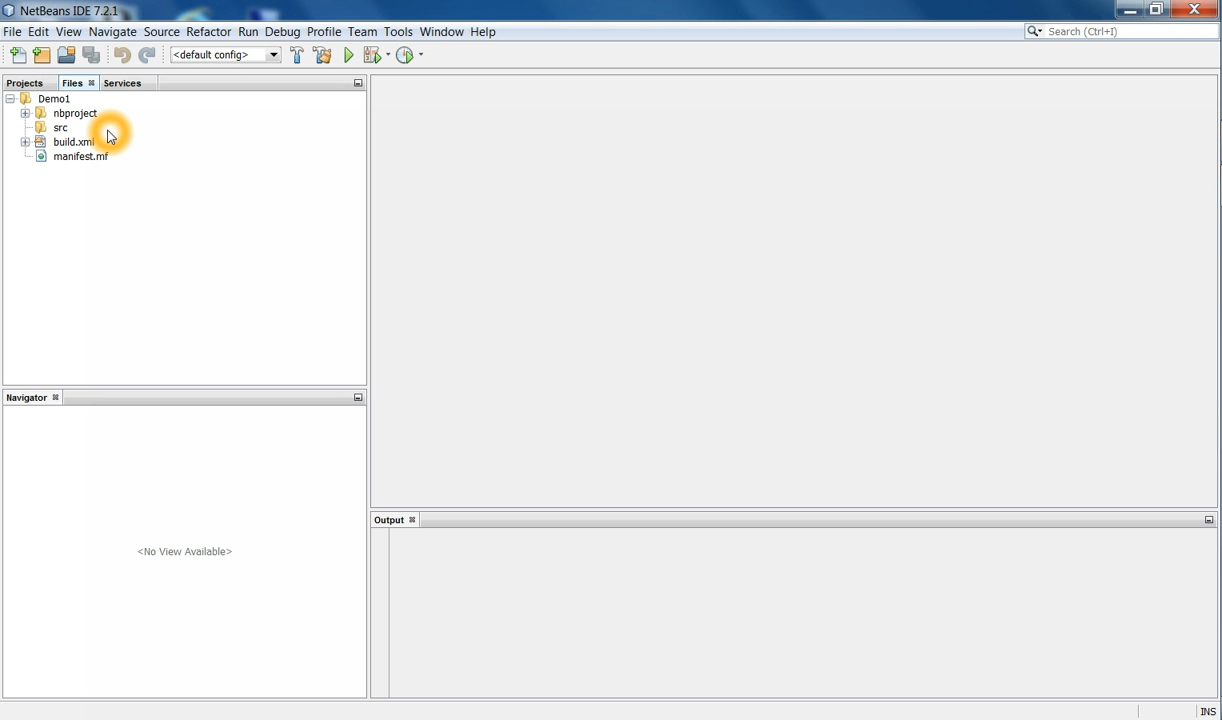 NetBeans IDE 7.2.1
File Edit View Navigate Source Refactor Run Debug Profile Team Tools Window Help
Search (Ctrl+I)
<default config>
Projects Files Services
Demo1
nbproject
src
build.xml
manifest.mf
Navigator
<No View Available>
Output
INS